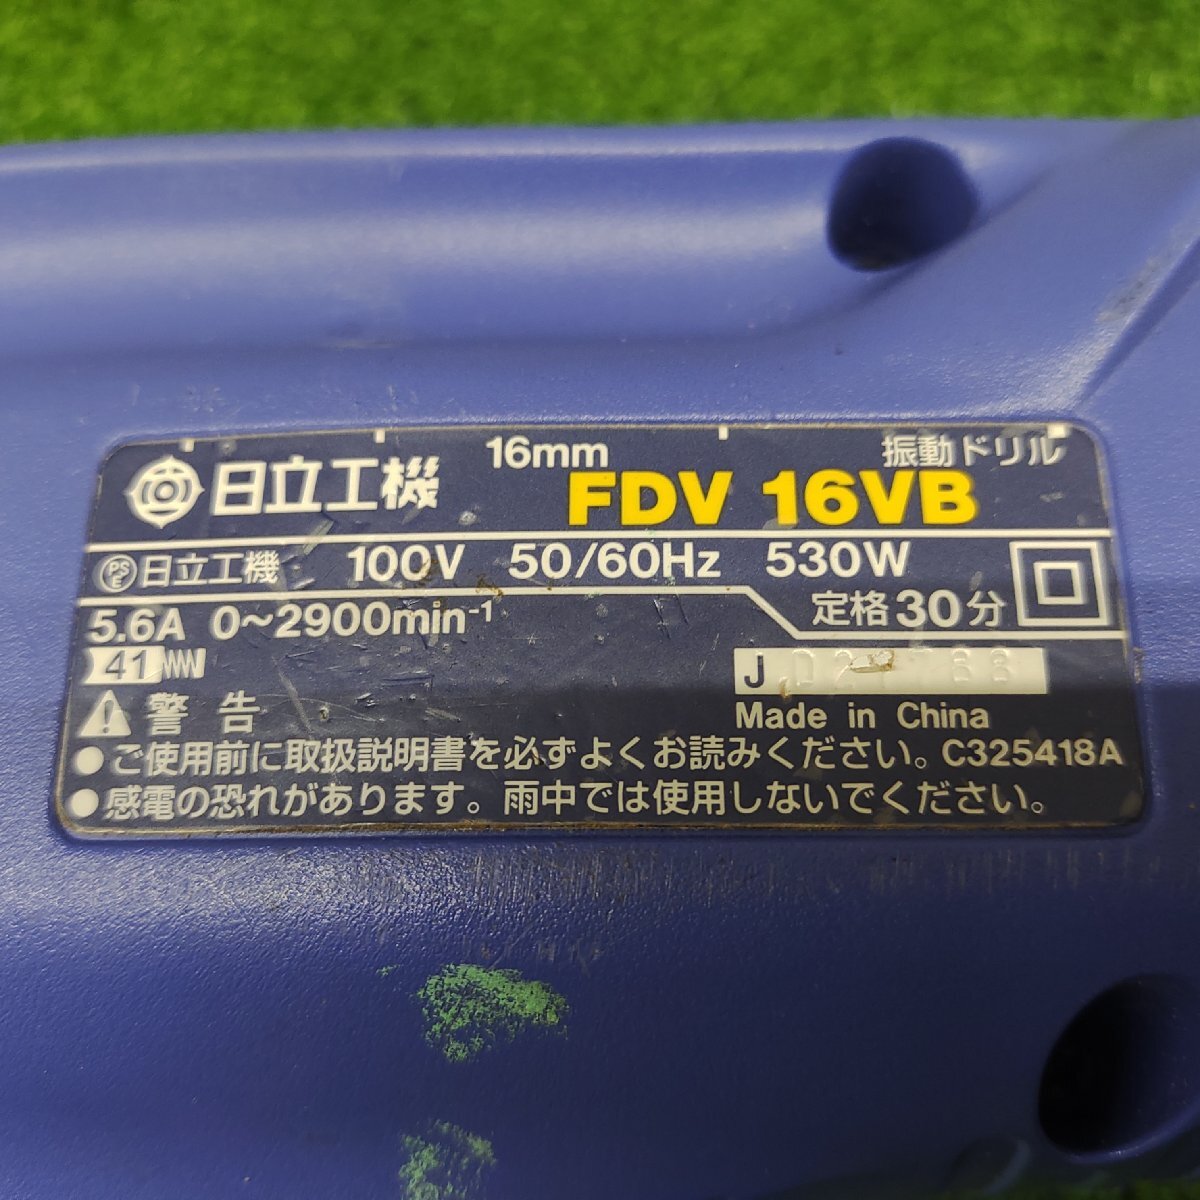 日立工機 16mm 振動ドリル
FDV 16VB
PSE 日立工機 100V 50/60Hz 530W
5.6A 0~2900min⁻¹ 定格30分
41
J
警告 Made in China
●ご使用前に取扱説明書を必ずよくお読みください。C325418A
●感電の恐れがあります。雨中では使用しないでください。